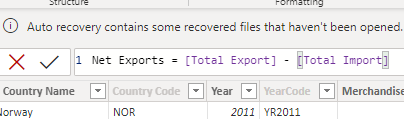 Structure
Formatting
Auto recovery contains some recovered files that haven't been opened.
1 Net Exports = [Total Export] - [Total Import]
Country Name Country Code Year YearCode Merchandise
Norway NOR 2011 YR2011